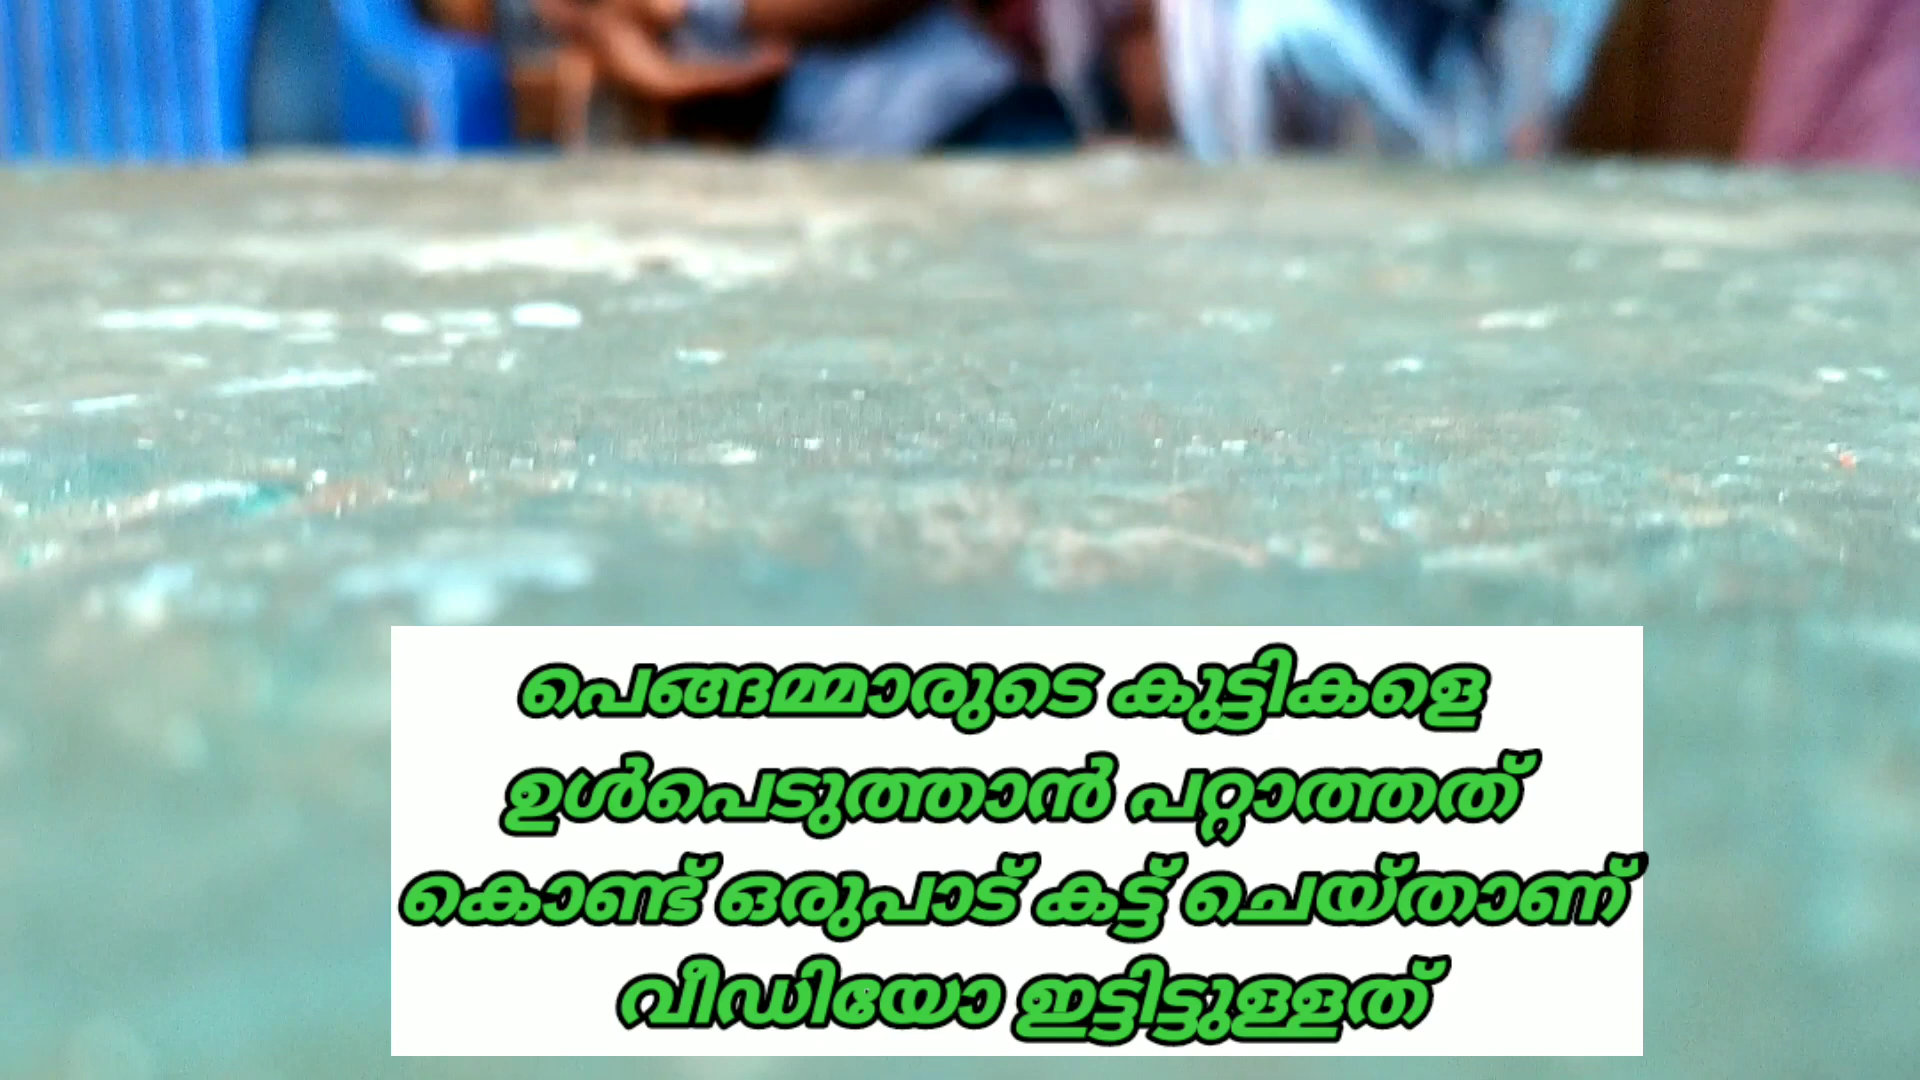 പെങ്ങമ്മാരുടെ കുട്ടികളെ
ഉൾപെടുത്താൻ പറ്റാത്തത്
കൊണ്ട് ഒരുപാട് കട്ട് ചെയ്താണ്
വീഡിയോ ഇട്ടിട്ടുള്ളത്